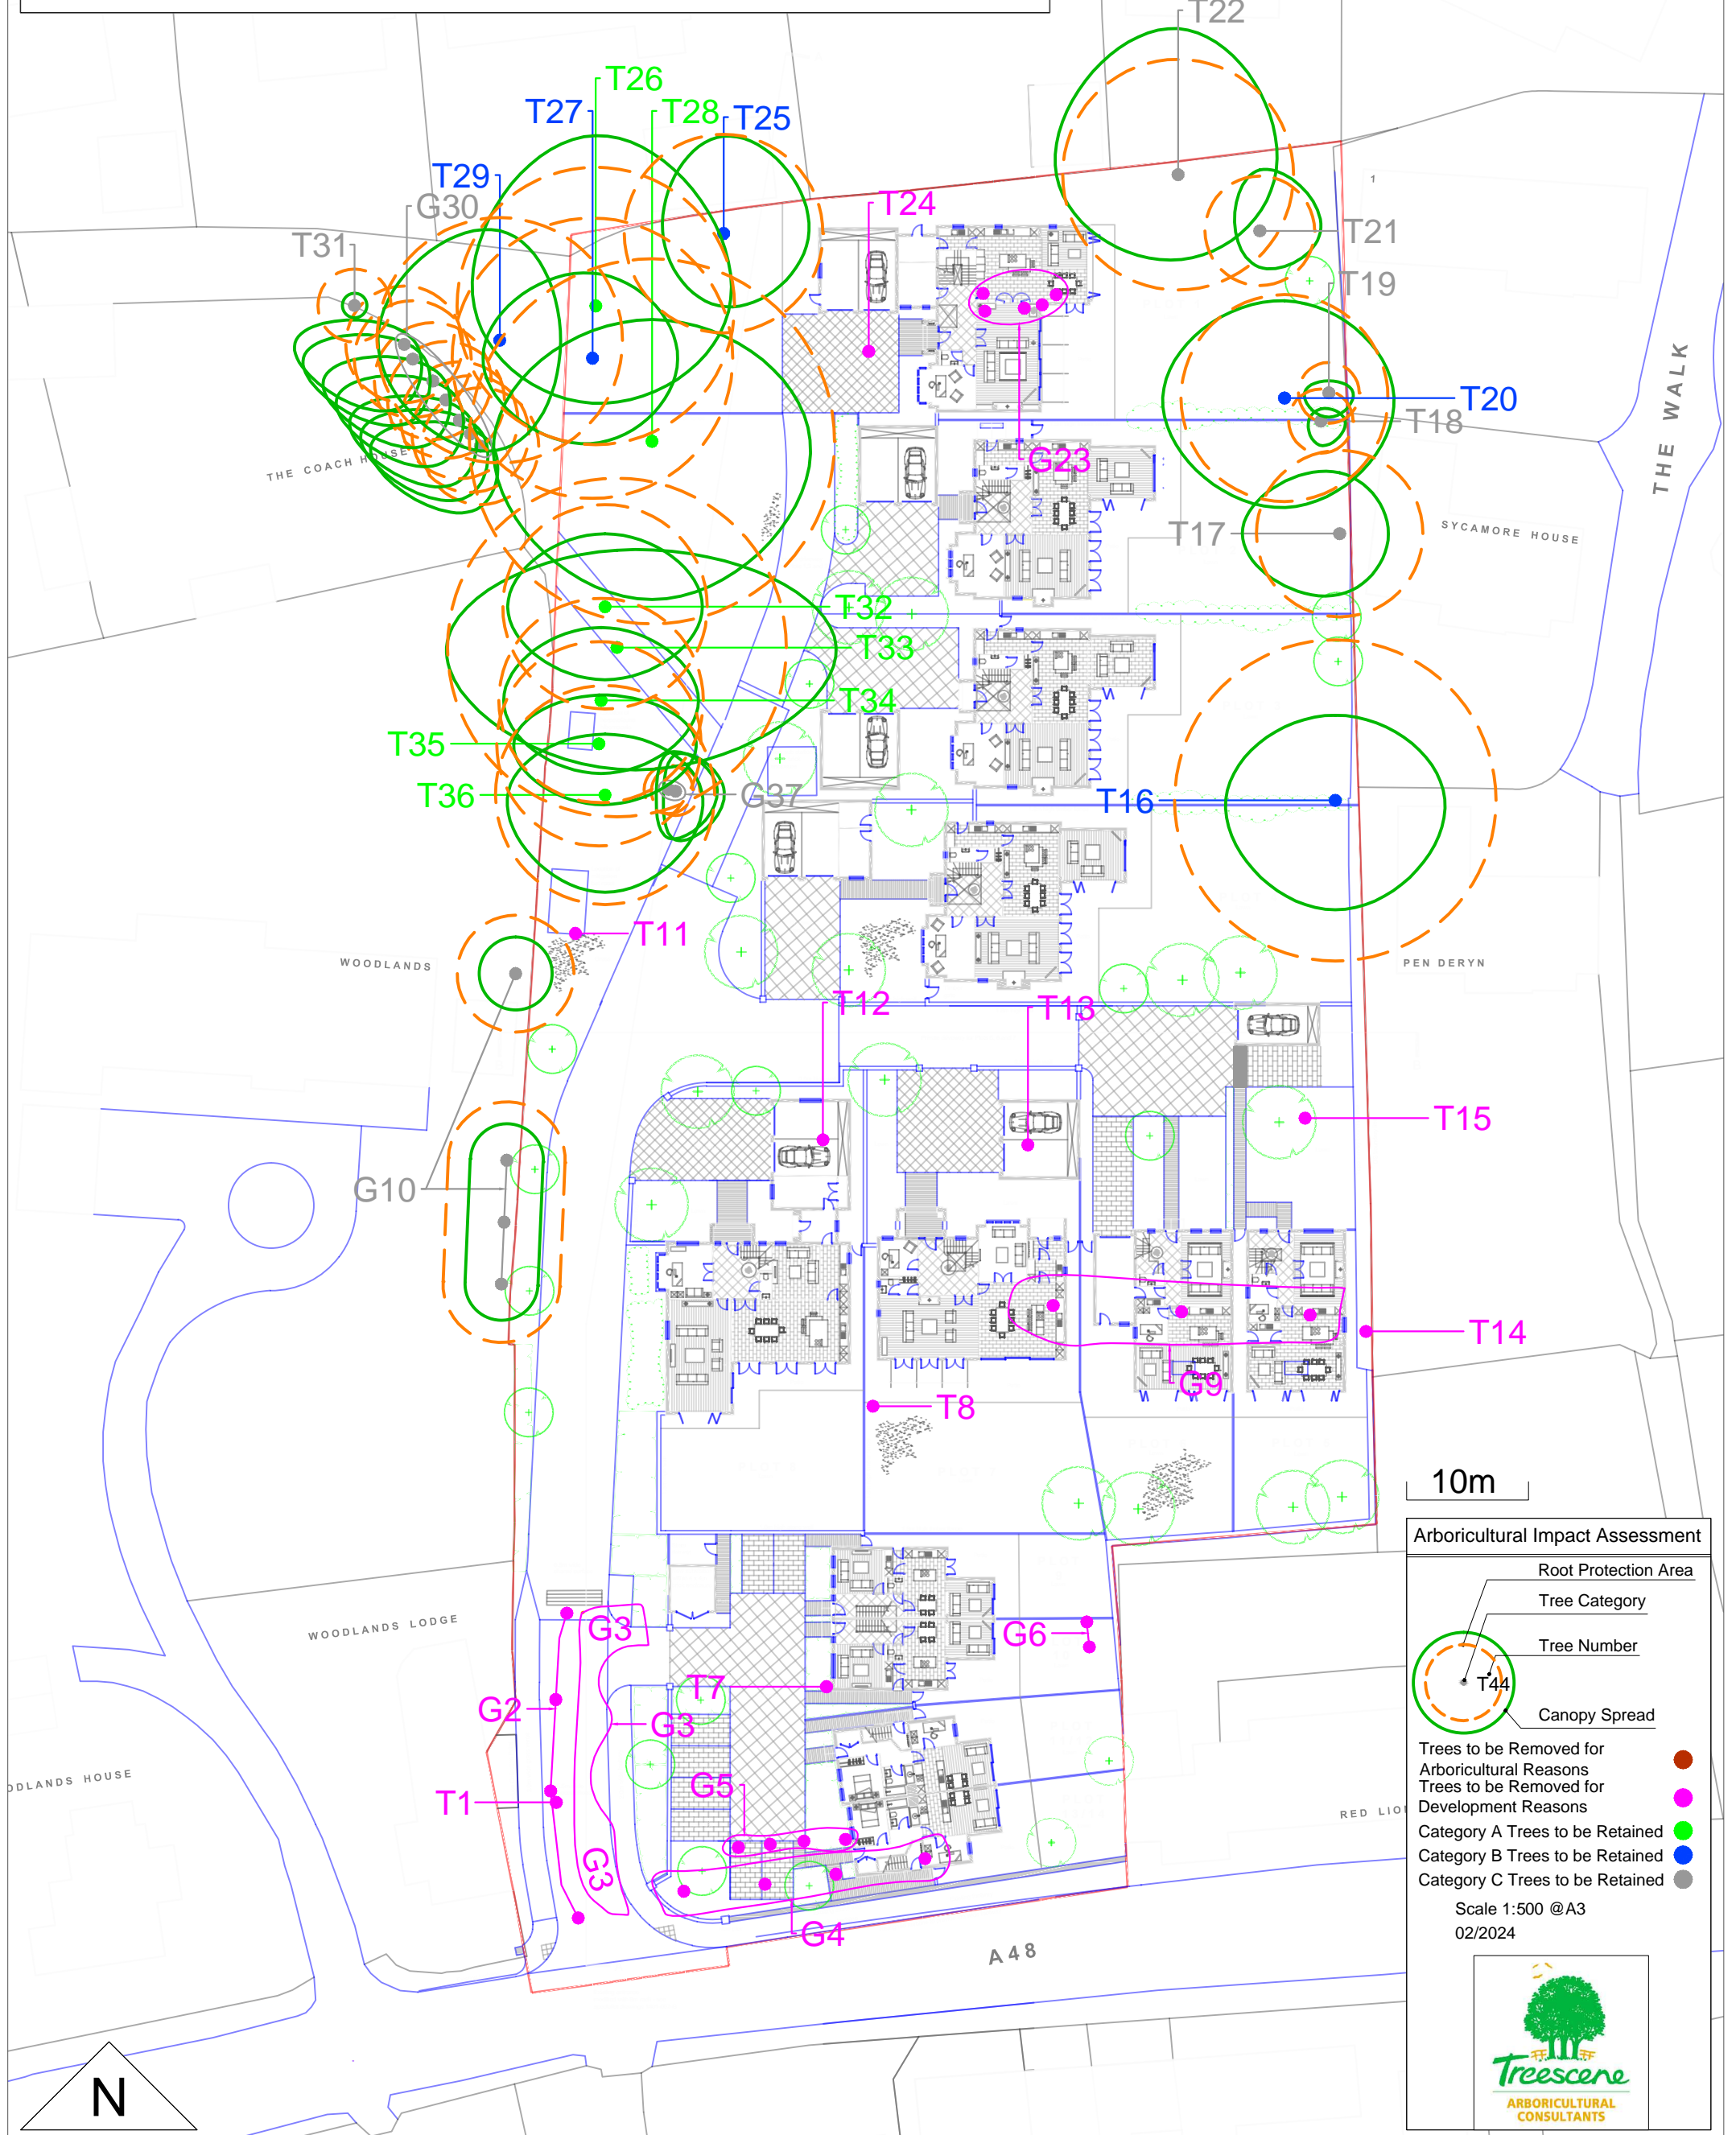 T22
T26
T27
T28
T25
T29
G30
T24
T31
1
T21
T19
THE WALK
T20
T18
G23
THE COACH HOUSE
T17
SYCAMORE HOUSE
T32
T33
T34
T35
T36
G37
T16
T11
WOODLANDS
PEN DERYN
T12
T13
T15
G10
T14
G9
T8
10m
Arboricultural Impact Assessment
Root Protection Area
Tree Category
Tree Number
T44
Canopy Spread
Trees to be Removed for
Arboricultural Reasons
Trees to be Removed for
Development Reasons
Category A Trees to be Retained
Category B Trees to be Retained
Category C Trees to be Retained
Scale 1:500 @A3
02/2024
Treescene
ARBORICULTURAL
CONSULTANTS
WOODLANDS LODGE
G3
G6
T7
G2
G3
G5
T1
ODLANDS HOUSE
RED LIO
G3
G4
A48
N